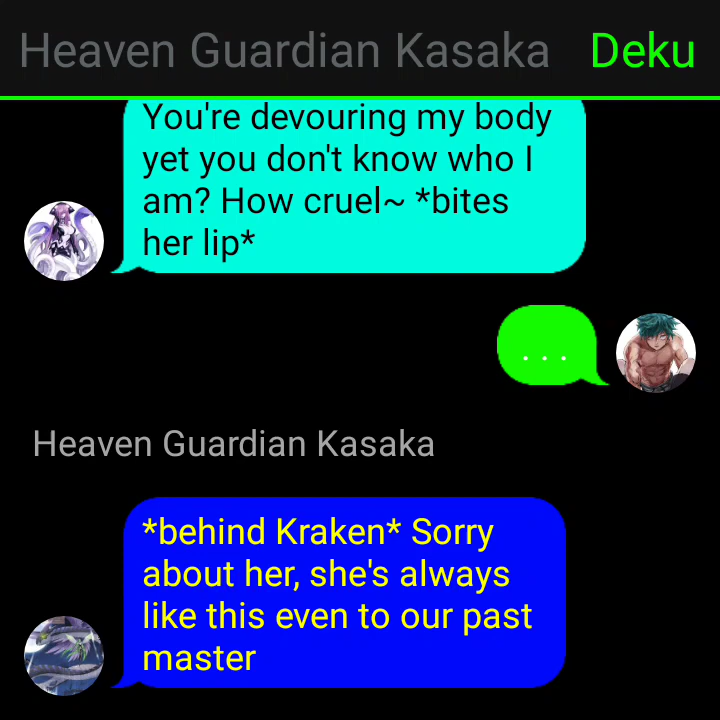 Heaven Guardian Kasaka Deku
You're devouring my body
yet you don't know who I
am? How cruel~ *bites
her lip*
...
Heaven Guardian Kasaka
*behind Kraken* Sorry
about her, she's always
like this even to our past
master